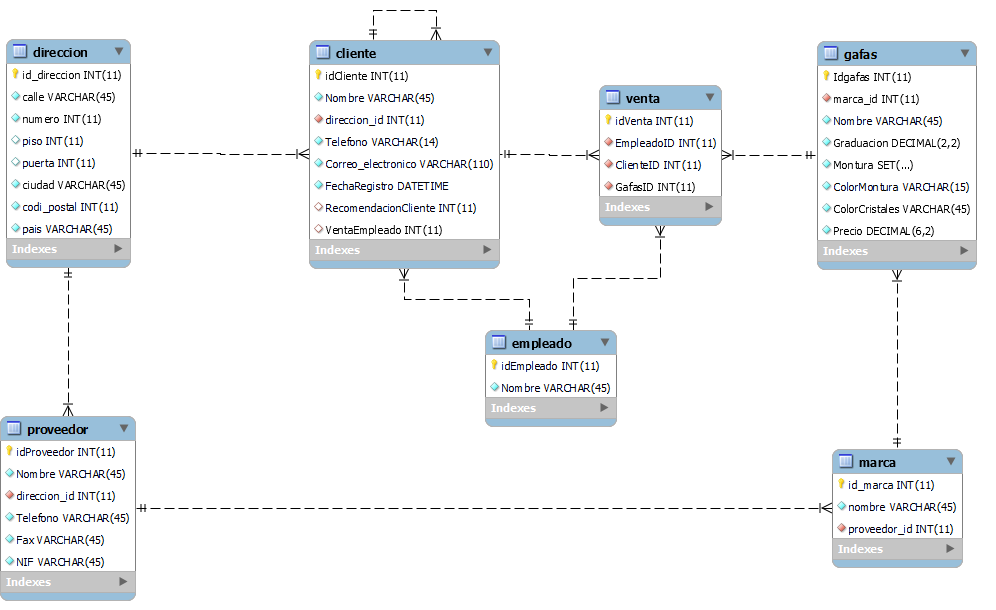 direccion
id_direccion INT(11)
calle VARCHAR(45)
numero INT(11)
piso INT(11)
puerta INT(11)
ciudad VARCHAR(45)
codi_postal INT(11)
pais VARCHAR(45)
Indexes
cliente
idCliente INT(11)
Nombre VARCHAR(45)
direccion_id INT(11)
Telefono VARCHAR(14)
Correo_electronico VARCHAR(110)
FechaRegistro DATETIME
RecomendacionCliente INT(11)
VentaEmpleado INT(11)
Indexes
venta
idVenta INT(11)
EmpleadoID INT(11)
ClienteID INT(11)
GafasID INT(11)
Indexes
gafas
Idgafas INT(11)
marca_id INT(11)
Nombre VARCHAR(45)
Graduacion DECIMAL(2,2)
Montura SET(...)
ColorMontura VARCHAR(15)
ColorCristales VARCHAR(45)
Precio DECIMAL(6,2)
Indexes
empleado
idEmpleado INT(11)
Nombre VARCHAR(45)
Indexes
proveedor
idProveedor INT(11)
Nombre VARCHAR(45)
direccion_id INT(11)
Telefono VARCHAR(45)
Fax VARCHAR(45)
NIF VARCHAR(45)
Indexes
marca
id_marca INT(11)
nombre VARCHAR(45)
proveedor_id INT(11)
Indexes